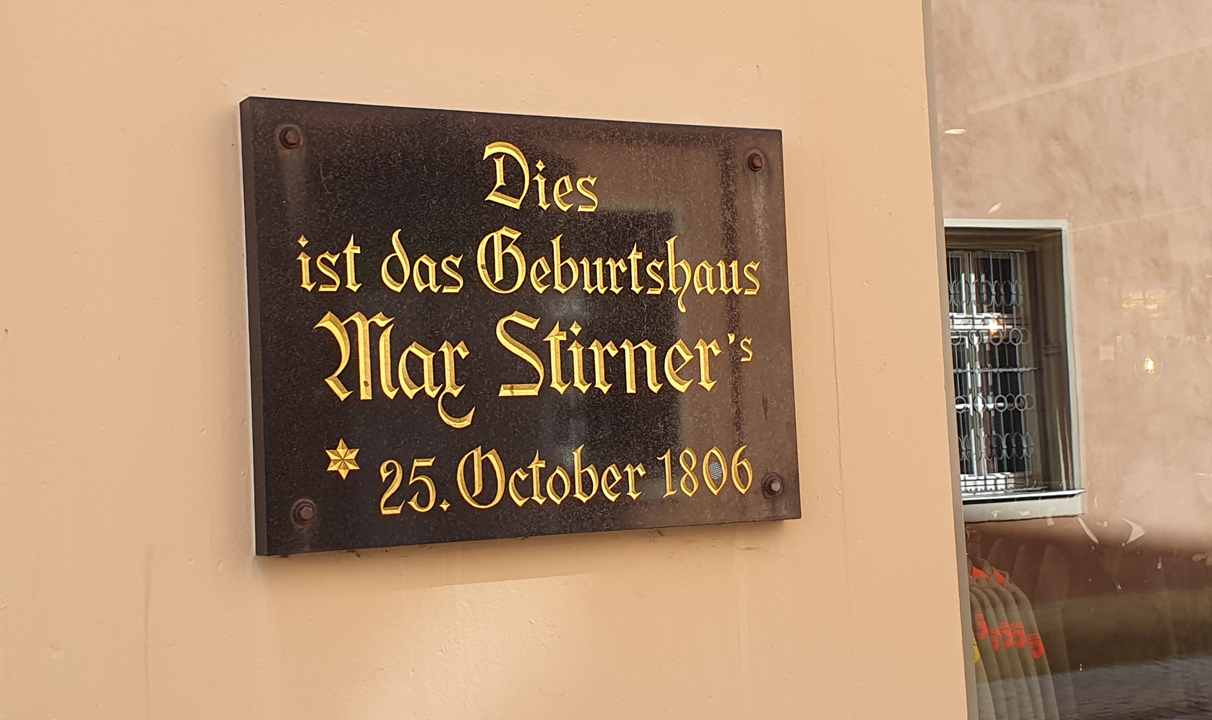 Dies
ist das Geburtshaus
Max Stirner's
* 25. October 1806